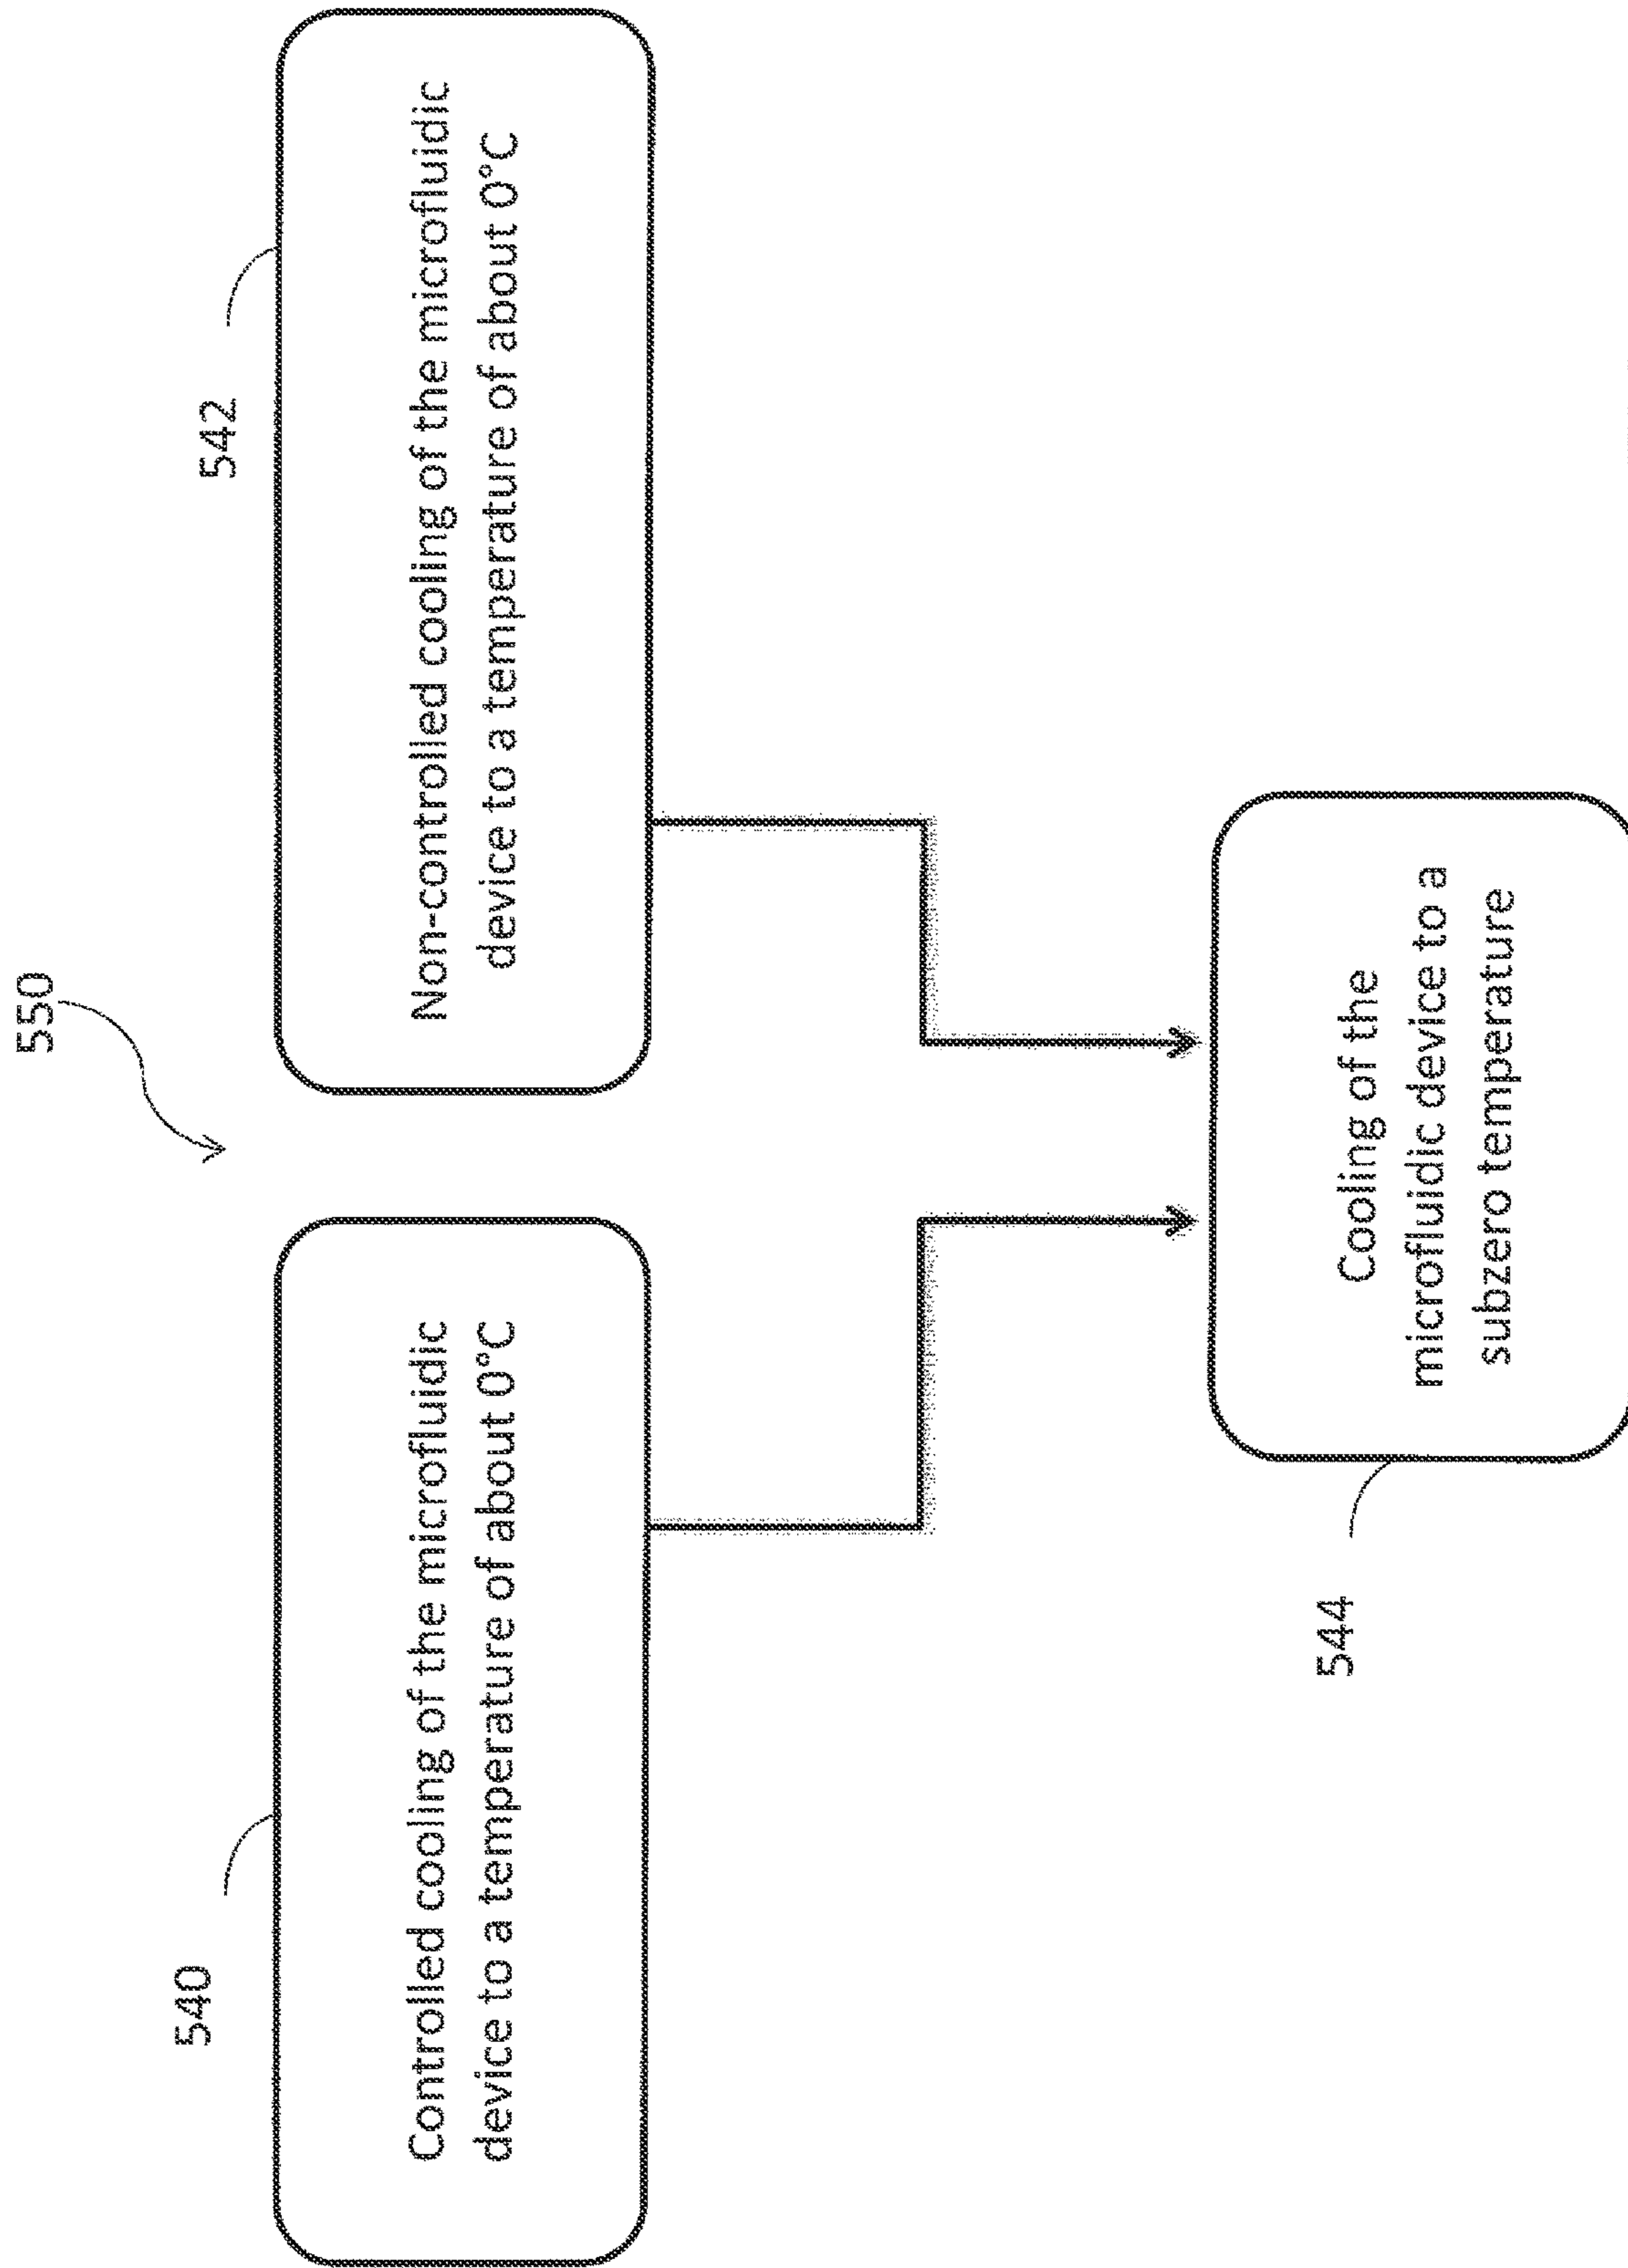 550
540
Controlled cooling of the microfluidic
device to a temperature of about 0°C
542
Non-controlled cooling of the microfluidic
device to a temperature of about 0°C
544
Cooling of the
microfluidic device to a
subzero temperature